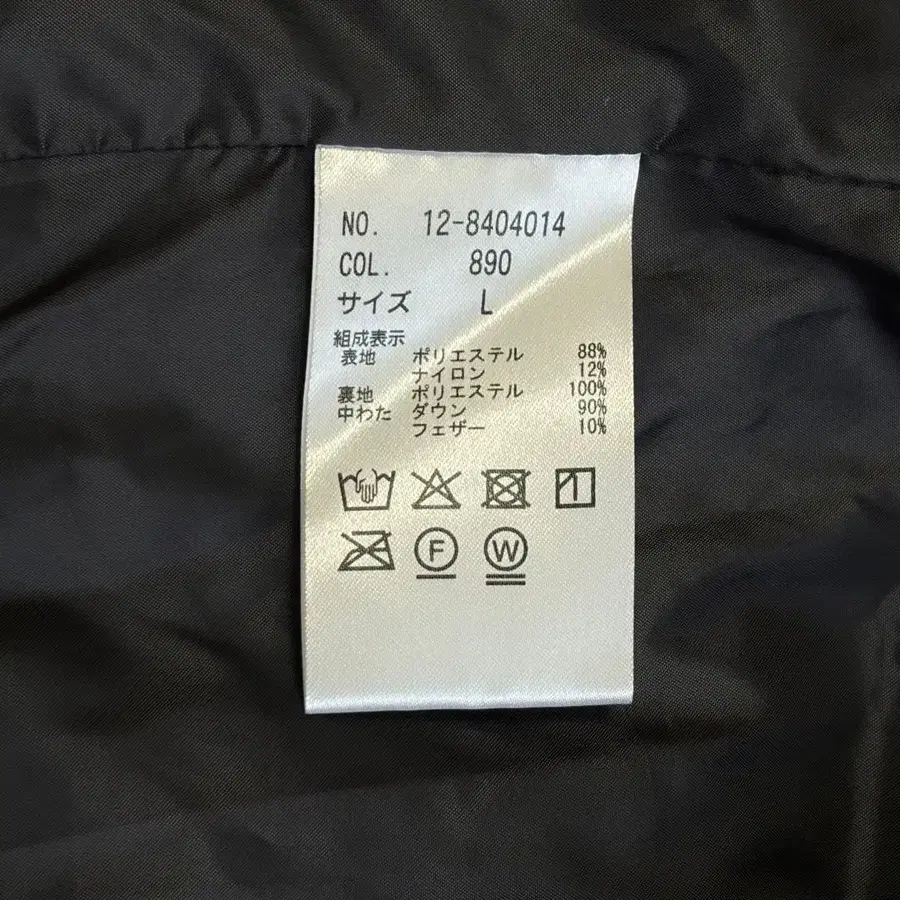 NO. 12-8404014
COL. 890
サイズ L
組成表示
表地 ポリエステル 88%
ナイロン 12%
裏地 ポリエステル 100%
中わた ダウン 90%
フェザー 10%
F W